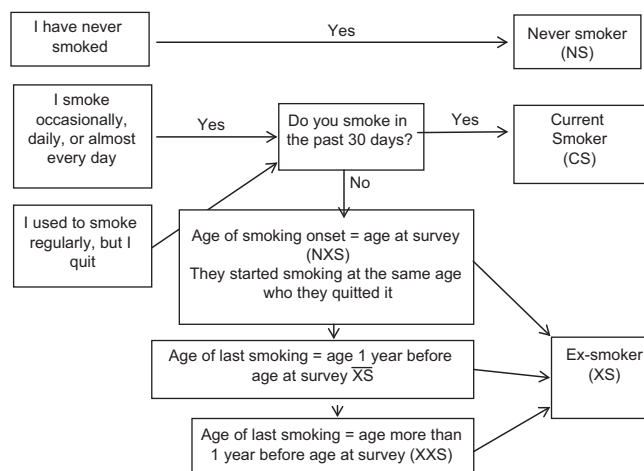 I have never
smoked
Yes
Never smoker
(NS)
I smoke
occasionally,
daily, or almost
every day
Yes
Do you smoke in
the past 30 days?
Yes
Current
Smoker
(CS)
No
I used to smoke
regularly, but I
quit
Age of smoking onset = age at survey
(NXS)
They started smoking at the same age
who they quitted it
Age of last smoking = age 1 year before
age at survey X̅S̅
Ex-smoker
(XS)
Age of last smoking = age more than
1 year before age at survey (XXS)